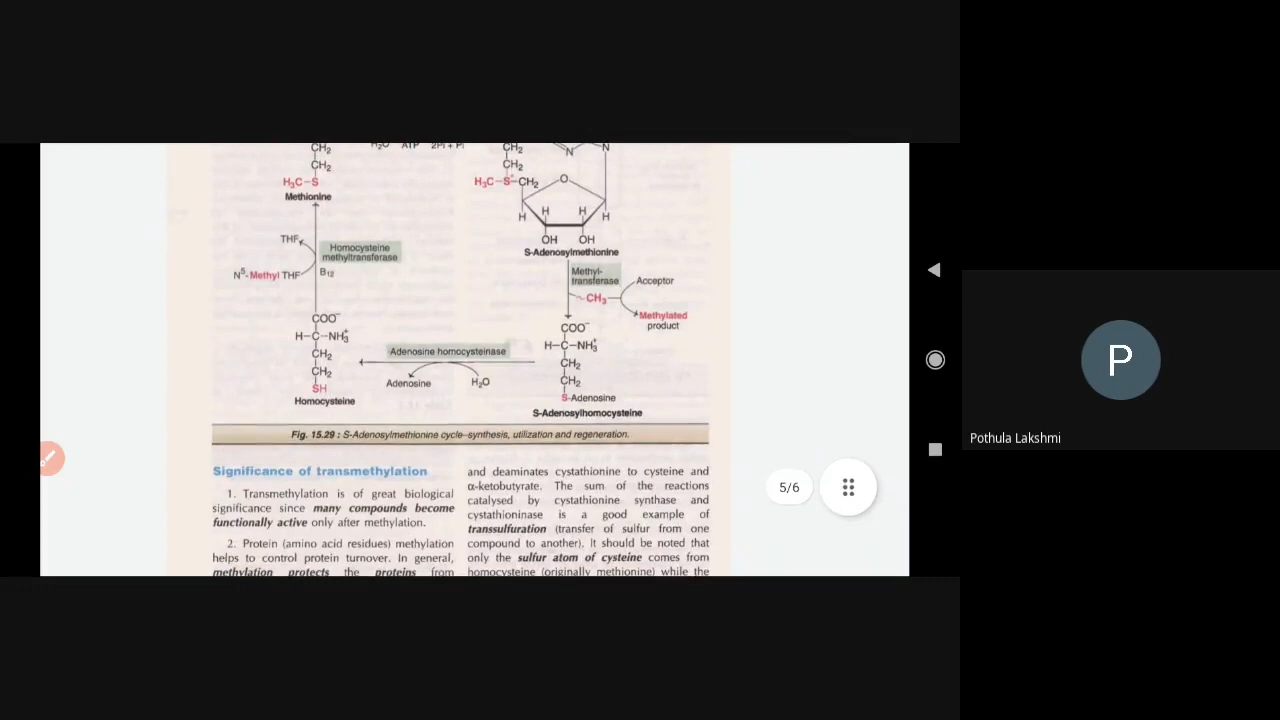 CH₂
H₂O ATP 2Pi + Pi
CH₂
H₃C–S
Methionine
CH₂
CH₂
H₃C–S⁺–CH₂
N
N
O
H
H
H
H
OH
OH
S-Adenosylmethionine
THF
N⁵-Methyl THF
Homocysteine
methyltransferase
B₁₂
Methyl-
transferase
CH₃
Acceptor
Methylated
product
COO⁻
H–C–NH₃⁺
CH₂
CH₂
SH
Homocysteine
Adenosine homocysteinase
Adenosine
H₂O
COO⁻
H–C–NH₃⁺
CH₂
CH₂
S-Adenosine
S-Adenosylhomocysteine
Fig. 15.29 : S-Adenosylmethionine cycle–synthesis, utilization and regeneration.
Significance of transmethylation
1. Transmethylation is of great biological
significance since many compounds become
functionally active only after methylation.
2. Protein (amino acid residues) methylation
helps to control protein turnover. In general,
methylation protects the proteins from
and deaminates cystathionine to cysteine and
α-ketobutyrate. The sum of the reactions
catalysed by cystathionine synthase and
cystathioninase is a good example of
transsulfuration (transfer of sulfur from one
compound to another). It should be noted that
only the sulfur atom of cysteine comes from
homocysteine (originally methionine) while the
5/6
P
Pothula Lakshmi